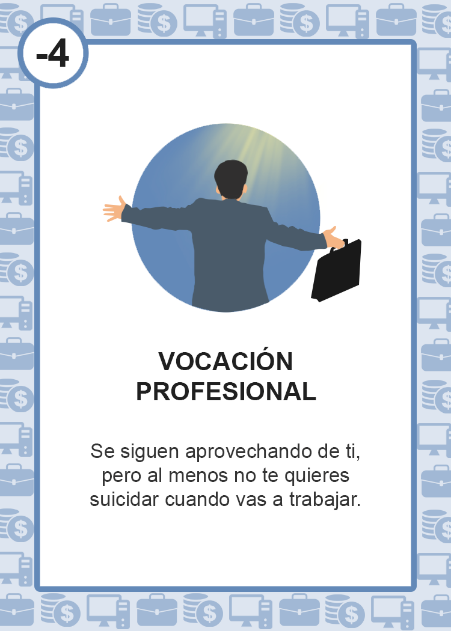 -4
VOCACIÓN
PROFESIONAL
Se siguen aprovechando de ti,
pero al menos no te quieres
suicidar cuando vas a trabajar.